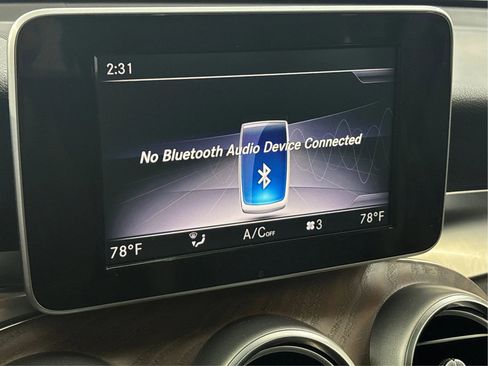 2:31
No Bluetooth Audio Device Connected
78°F A/COFF 3 78°F